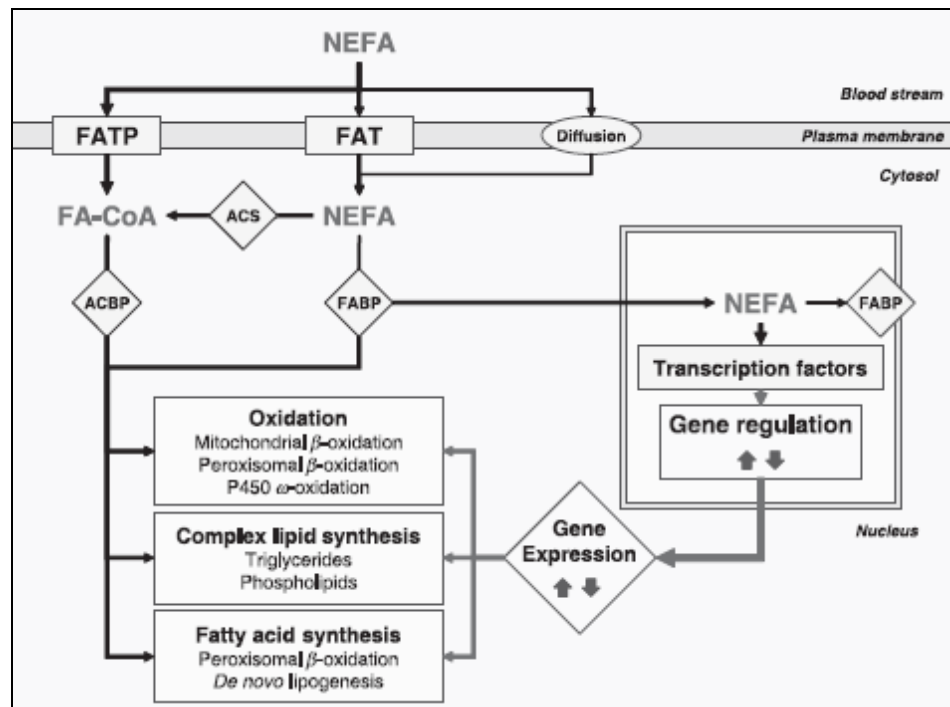 NEFA
Blood stream
FATP
FAT
Diffusion
Plasma membrane
Cytosol
FA-CoA
ACS
NEFA
ACBP
FABP
NEFA
FABP
Transcription factors
Gene regulation
Nucleus
Oxidation
Mitochondrial β-oxidation
Peroxisomal β-oxidation
P450 ω-oxidation
Complex lipid synthesis
Triglycerides
Phospholipids
Gene
Expression
Fatty acid synthesis
Peroxisomal β-oxidation
De novo lipogenesis